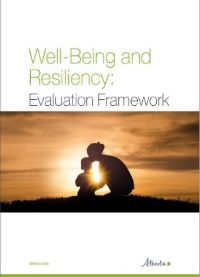 Well-Being and
Resiliency:
Evaluation Framework
Alberta